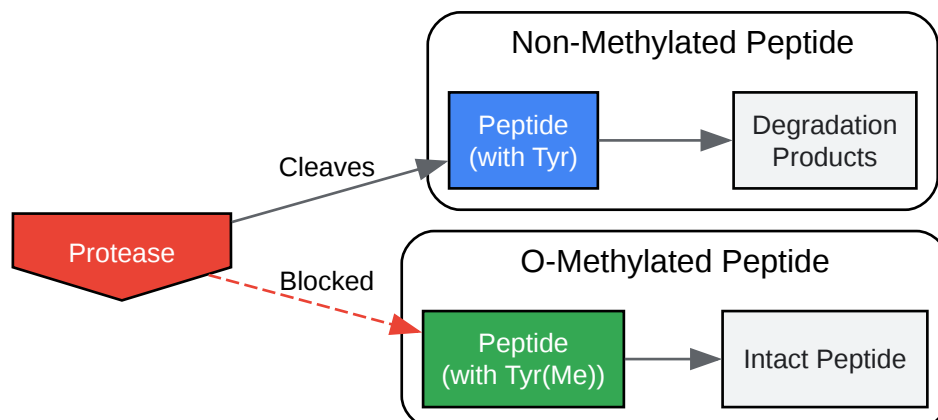 Non-Methylated Peptide
Peptide
(with Tyr)
Degradation
Products
Cleaves
Protease
Blocked
O-Methylated Peptide
Peptide
(with Tyr(Me))
Intact Peptide